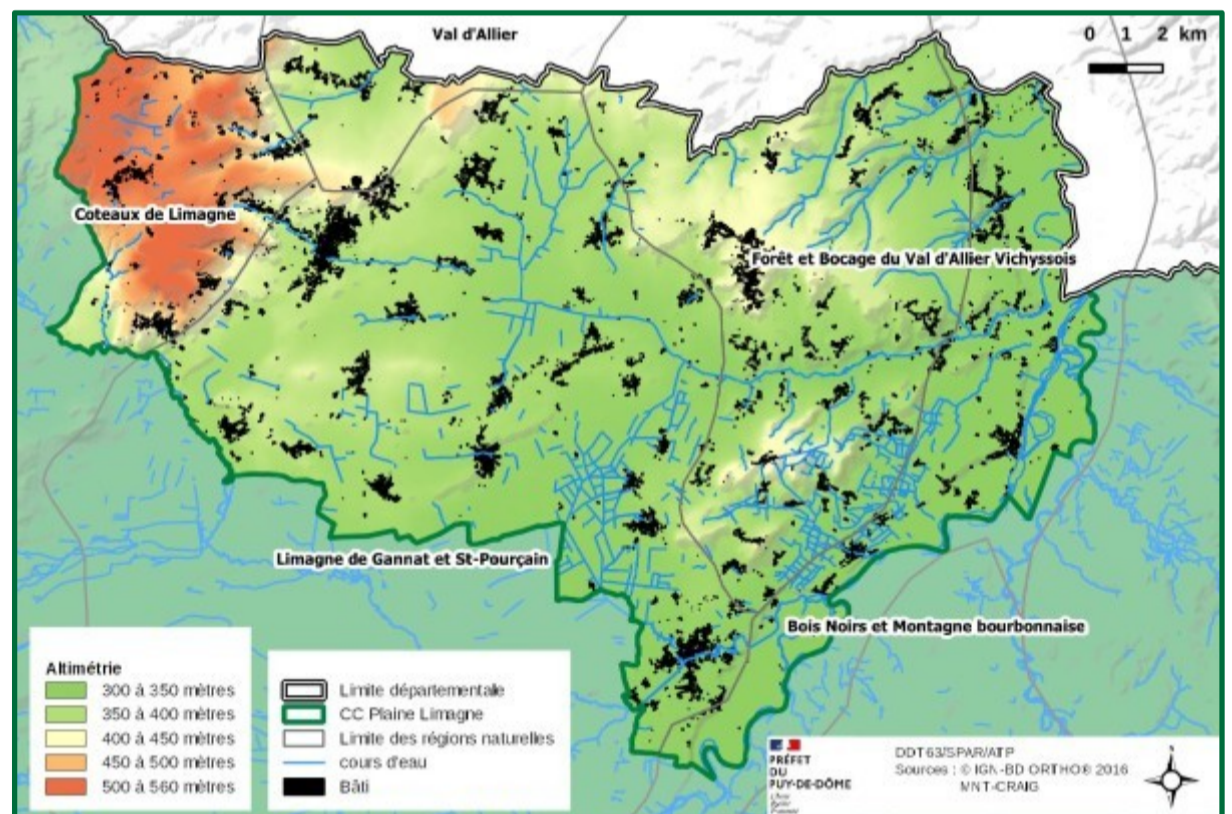 Val d'Allier
0 1 2 km
Coteaux de Limagne
Forêt et Bocage du Val d'Allier Vichyssois
Limagne de Gannat et St-Pourçain
Bois Noirs et Montagne bourbonnaise
Altimétrie
300 à 350 mètres
350 à 400 mètres
400 à 450 mètres
450 à 500 mètres
500 à 560 mètres
Limite départementale
CC Plaine Limagne
Limite des régions naturelles
cours d'eau
Bâti
PRÉFET
DU
PUY-DE-DÔME
Liberté
Égalité
Fraternité
DDT63/SPAR/ATP
Sources : © IGN-BD ORTHO® 2016
MNT-CRAIG